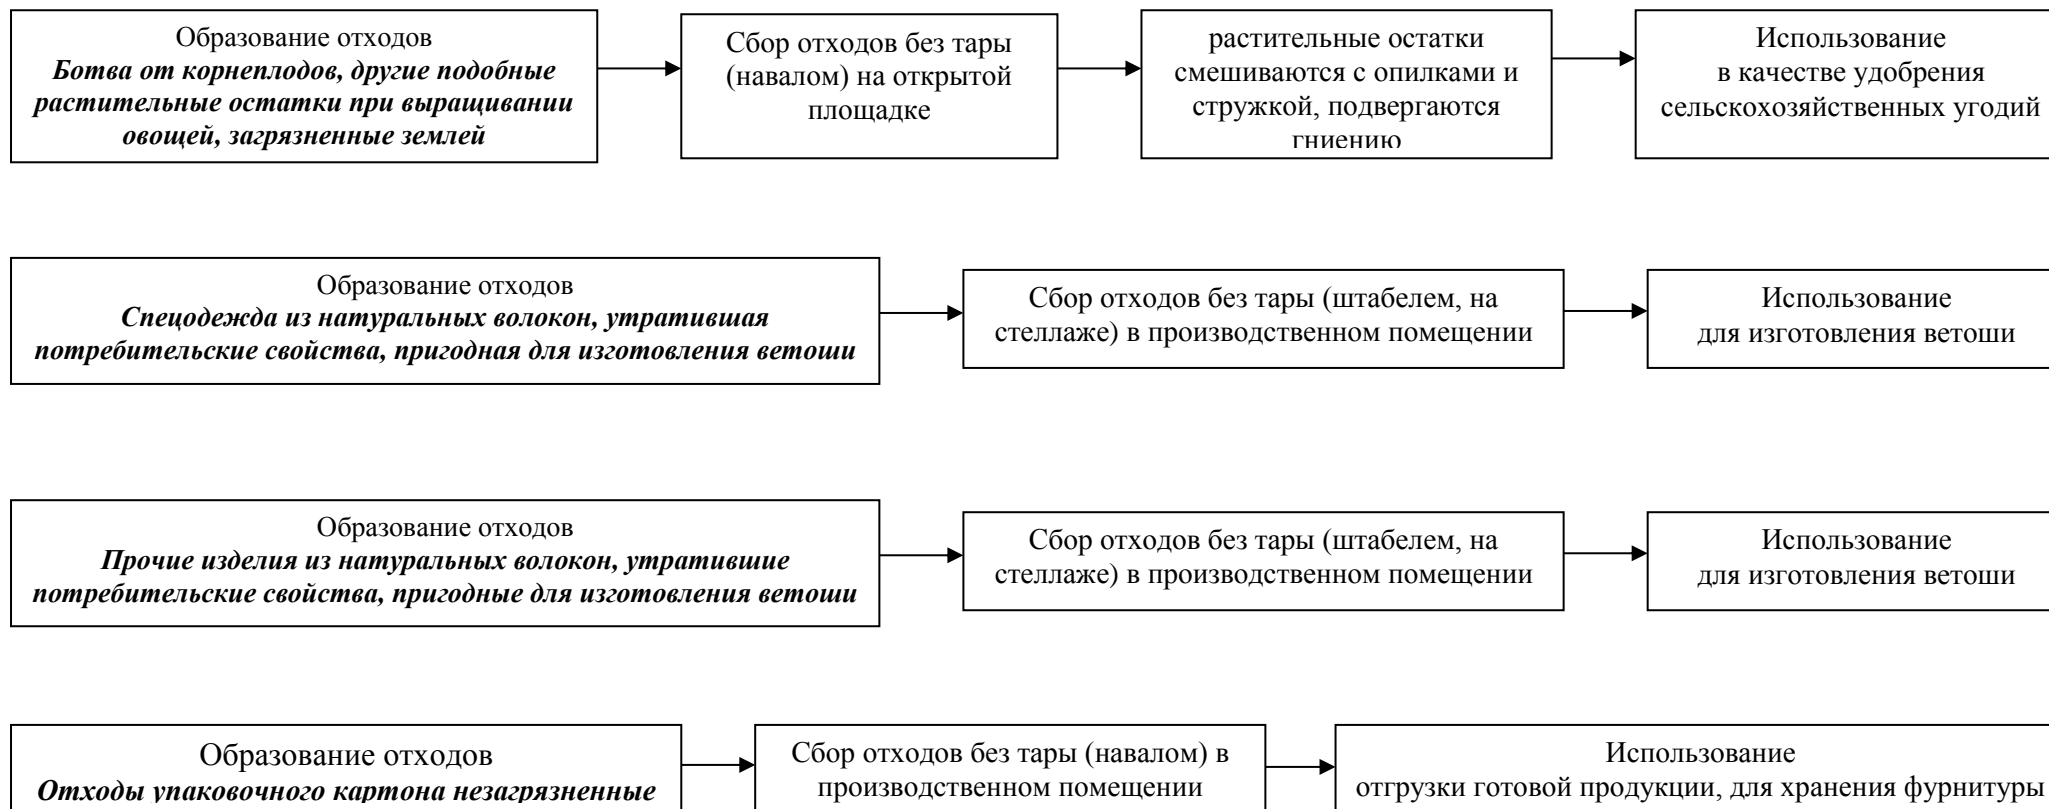 Образование отходов
Ботва от корнеплодов, другие подобные
растительные остатки при выращивании
овощей, загрязненные землей
Сбор отходов без тары
(навалом) на открытой
площадке
растительные остатки
смешиваются с опилками и
стружкой, подвергаются
гниению
Использование
в качестве удобрения
сельскохозяйственных угодий
Образование отходов
Спецодежда из натуральных волокон, утратившая
потребительские свойства, пригодная для изготовления ветоши
Сбор отходов без тары (штабелем, на
стеллаже) в производственном помещении
Использование
для изготовления ветоши
Образование отходов
Прочие изделия из натуральных волокон, утратившие
потребительские свойства, пригодные для изготовления ветоши
Сбор отходов без тары (штабелем, на
стеллаже) в производственном помещении
Использование
для изготовления ветоши
Образование отходов
Отходы упаковочного картона незагрязненные
Сбор отходов без тары (навалом) в
производственном помещении
Использование
отгрузки готовой продукции, для хранения фурнитуры